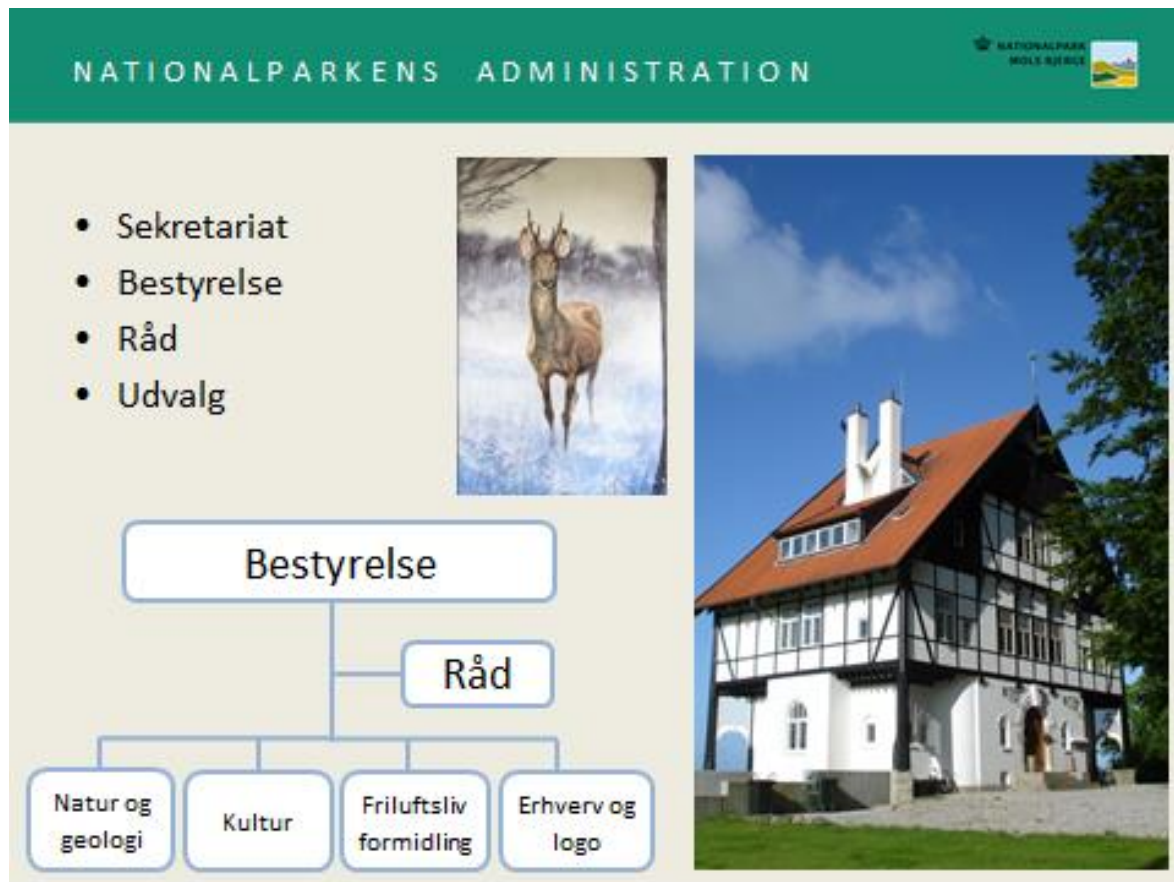 NATIONALPARKENS ADMINISTRATION
NATIONALPARK
MOLS BJERGE
• Sekretariat
• Bestyrelse
• Råd
• Udvalg
Bestyrelse
Råd
Natur og
geologi
Kultur
Friluftsliv
formidling
Erhverv og
logo